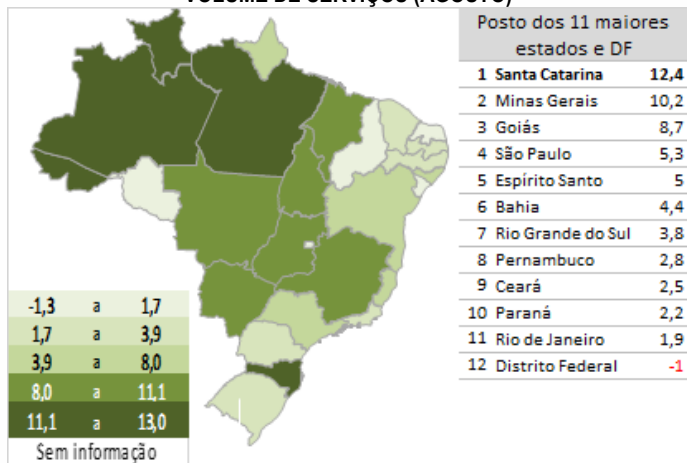 VOLUME DE SERVIÇOS (AGOSTO)
Posto dos 11 maiores
estados e DF
1 Santa Catarina 12,4
2 Minas Gerais 10,2
3 Goiás 8,7
4 São Paulo 5,3
5 Espírito Santo 5
6 Bahia 4,4
7 Rio Grande do Sul 3,8
8 Pernambuco 2,8
9 Ceará 2,5
10 Paraná 2,2
11 Rio de Janeiro 1,9
12 Distrito Federal -1
-1,3 a 1,7
1,7 a 3,9
3,9 a 8,0
8,0 a 11,1
11,1 a 13,0
Sem informação